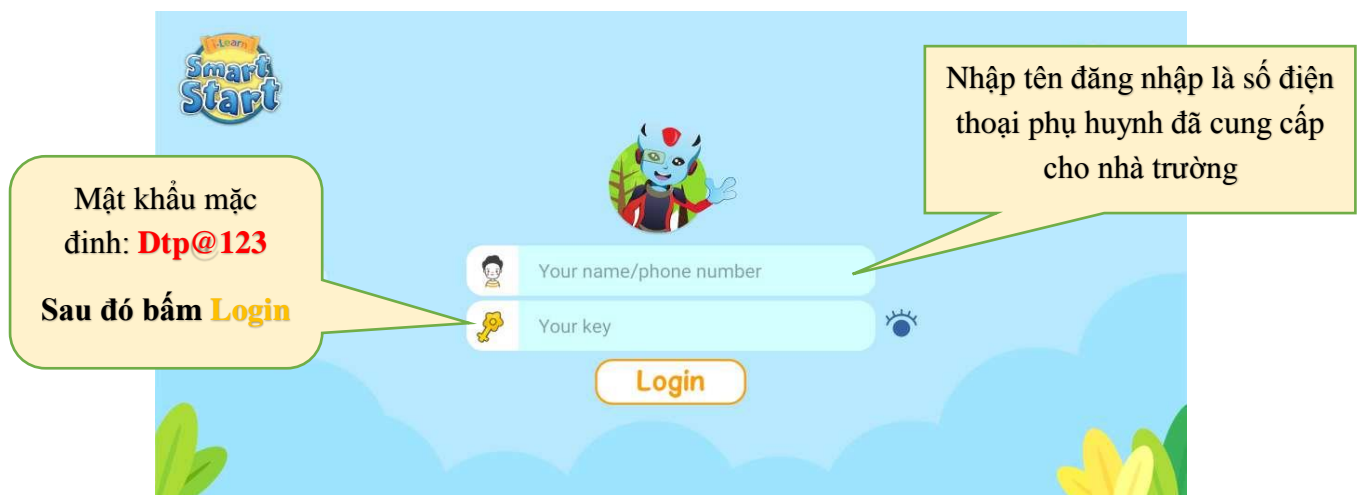 i-Learn
Smart
Start
Nhập tên đăng nhập là số điện
thoại phụ huynh đã cung cấp
cho nhà trường
Mật khẩu mặc
đinh: Dtp@123
Sau đó bấm Login
Your name/phone number
Your key
Login